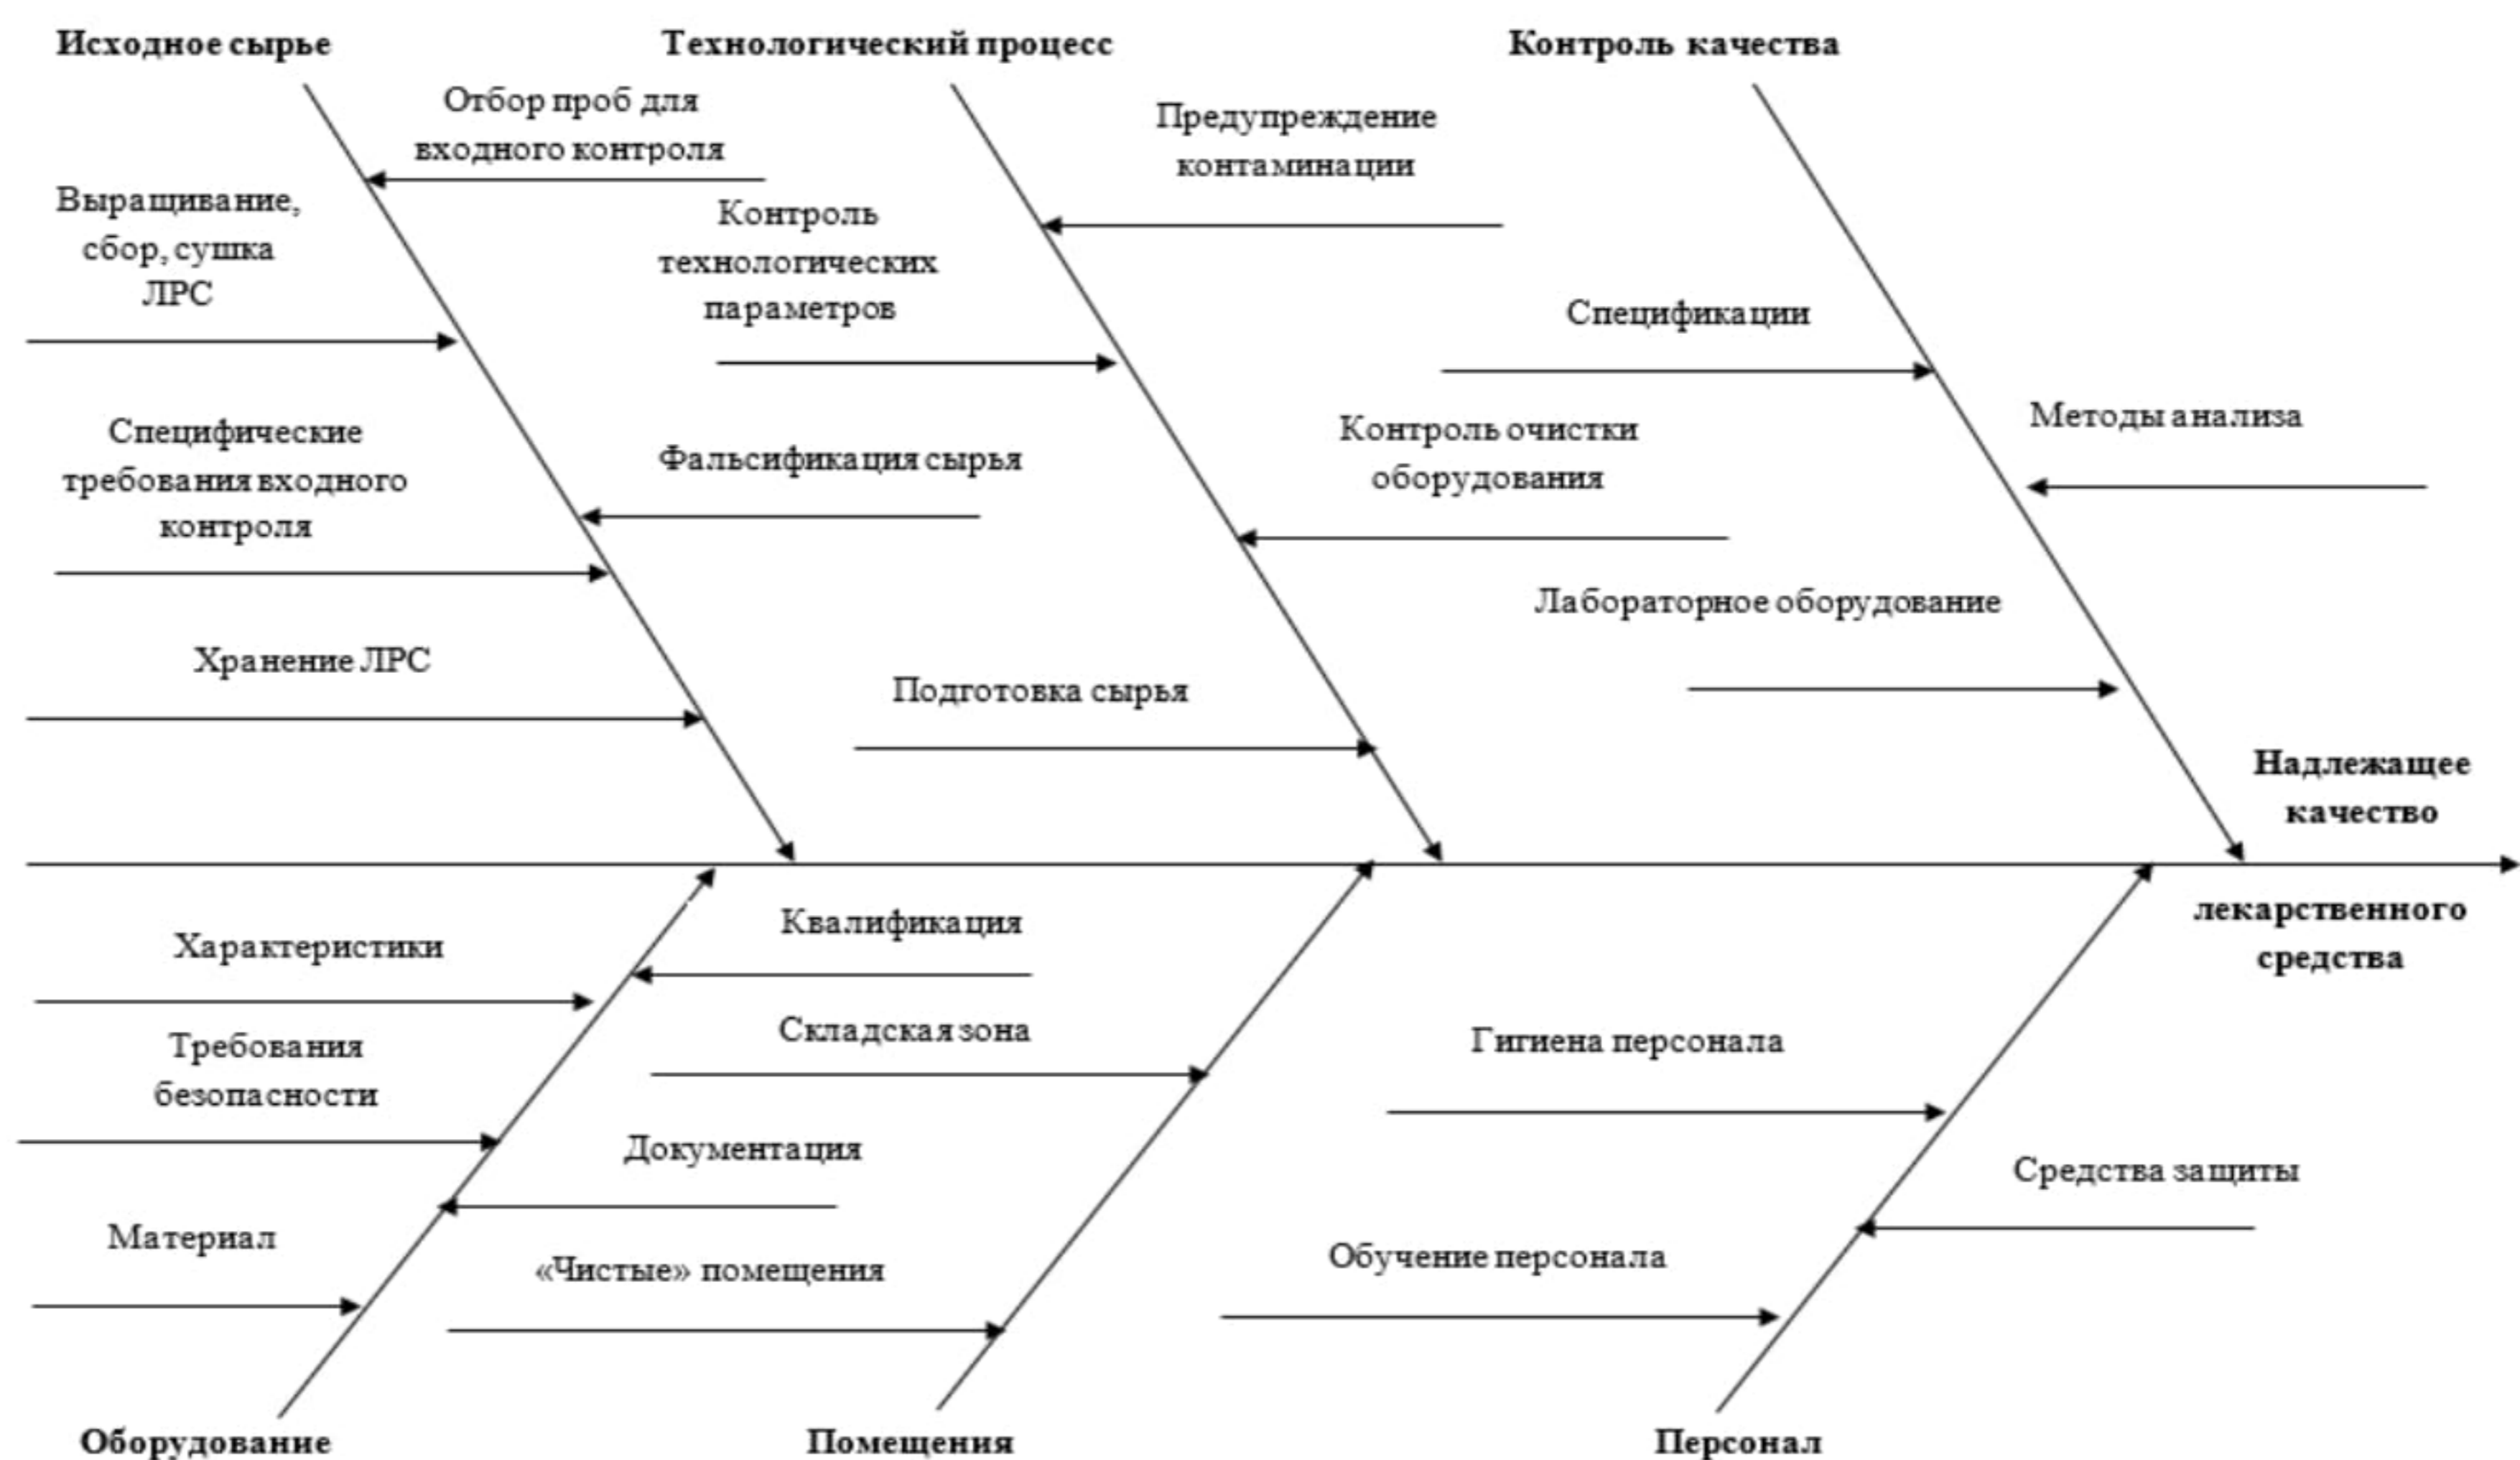 Исходное сырье
Технологический процесс
Контроль качества
Отбор проб для
входного контроля
Предупреждение
контаминации
Выращивание,
сбор, сушка
ЛРС
Контроль
технологических
параметров
Спецификации
Методы анализа
Специфические
требования входного
контроля
Фальсификация сырья
Контроль очистки
оборудования
Лабораторное оборудование
Хранение ЛРС
Подготовка сырья
Надлежащее
качество
лекарственного
средства
Характеристики
Квалификация
Требования
безопасности
Складская зона
Гигиена персонала
Документация
Средства защиты
Материал
«Чистые» помещения
Обучение персонала
Оборудование
Помещения
Персонал